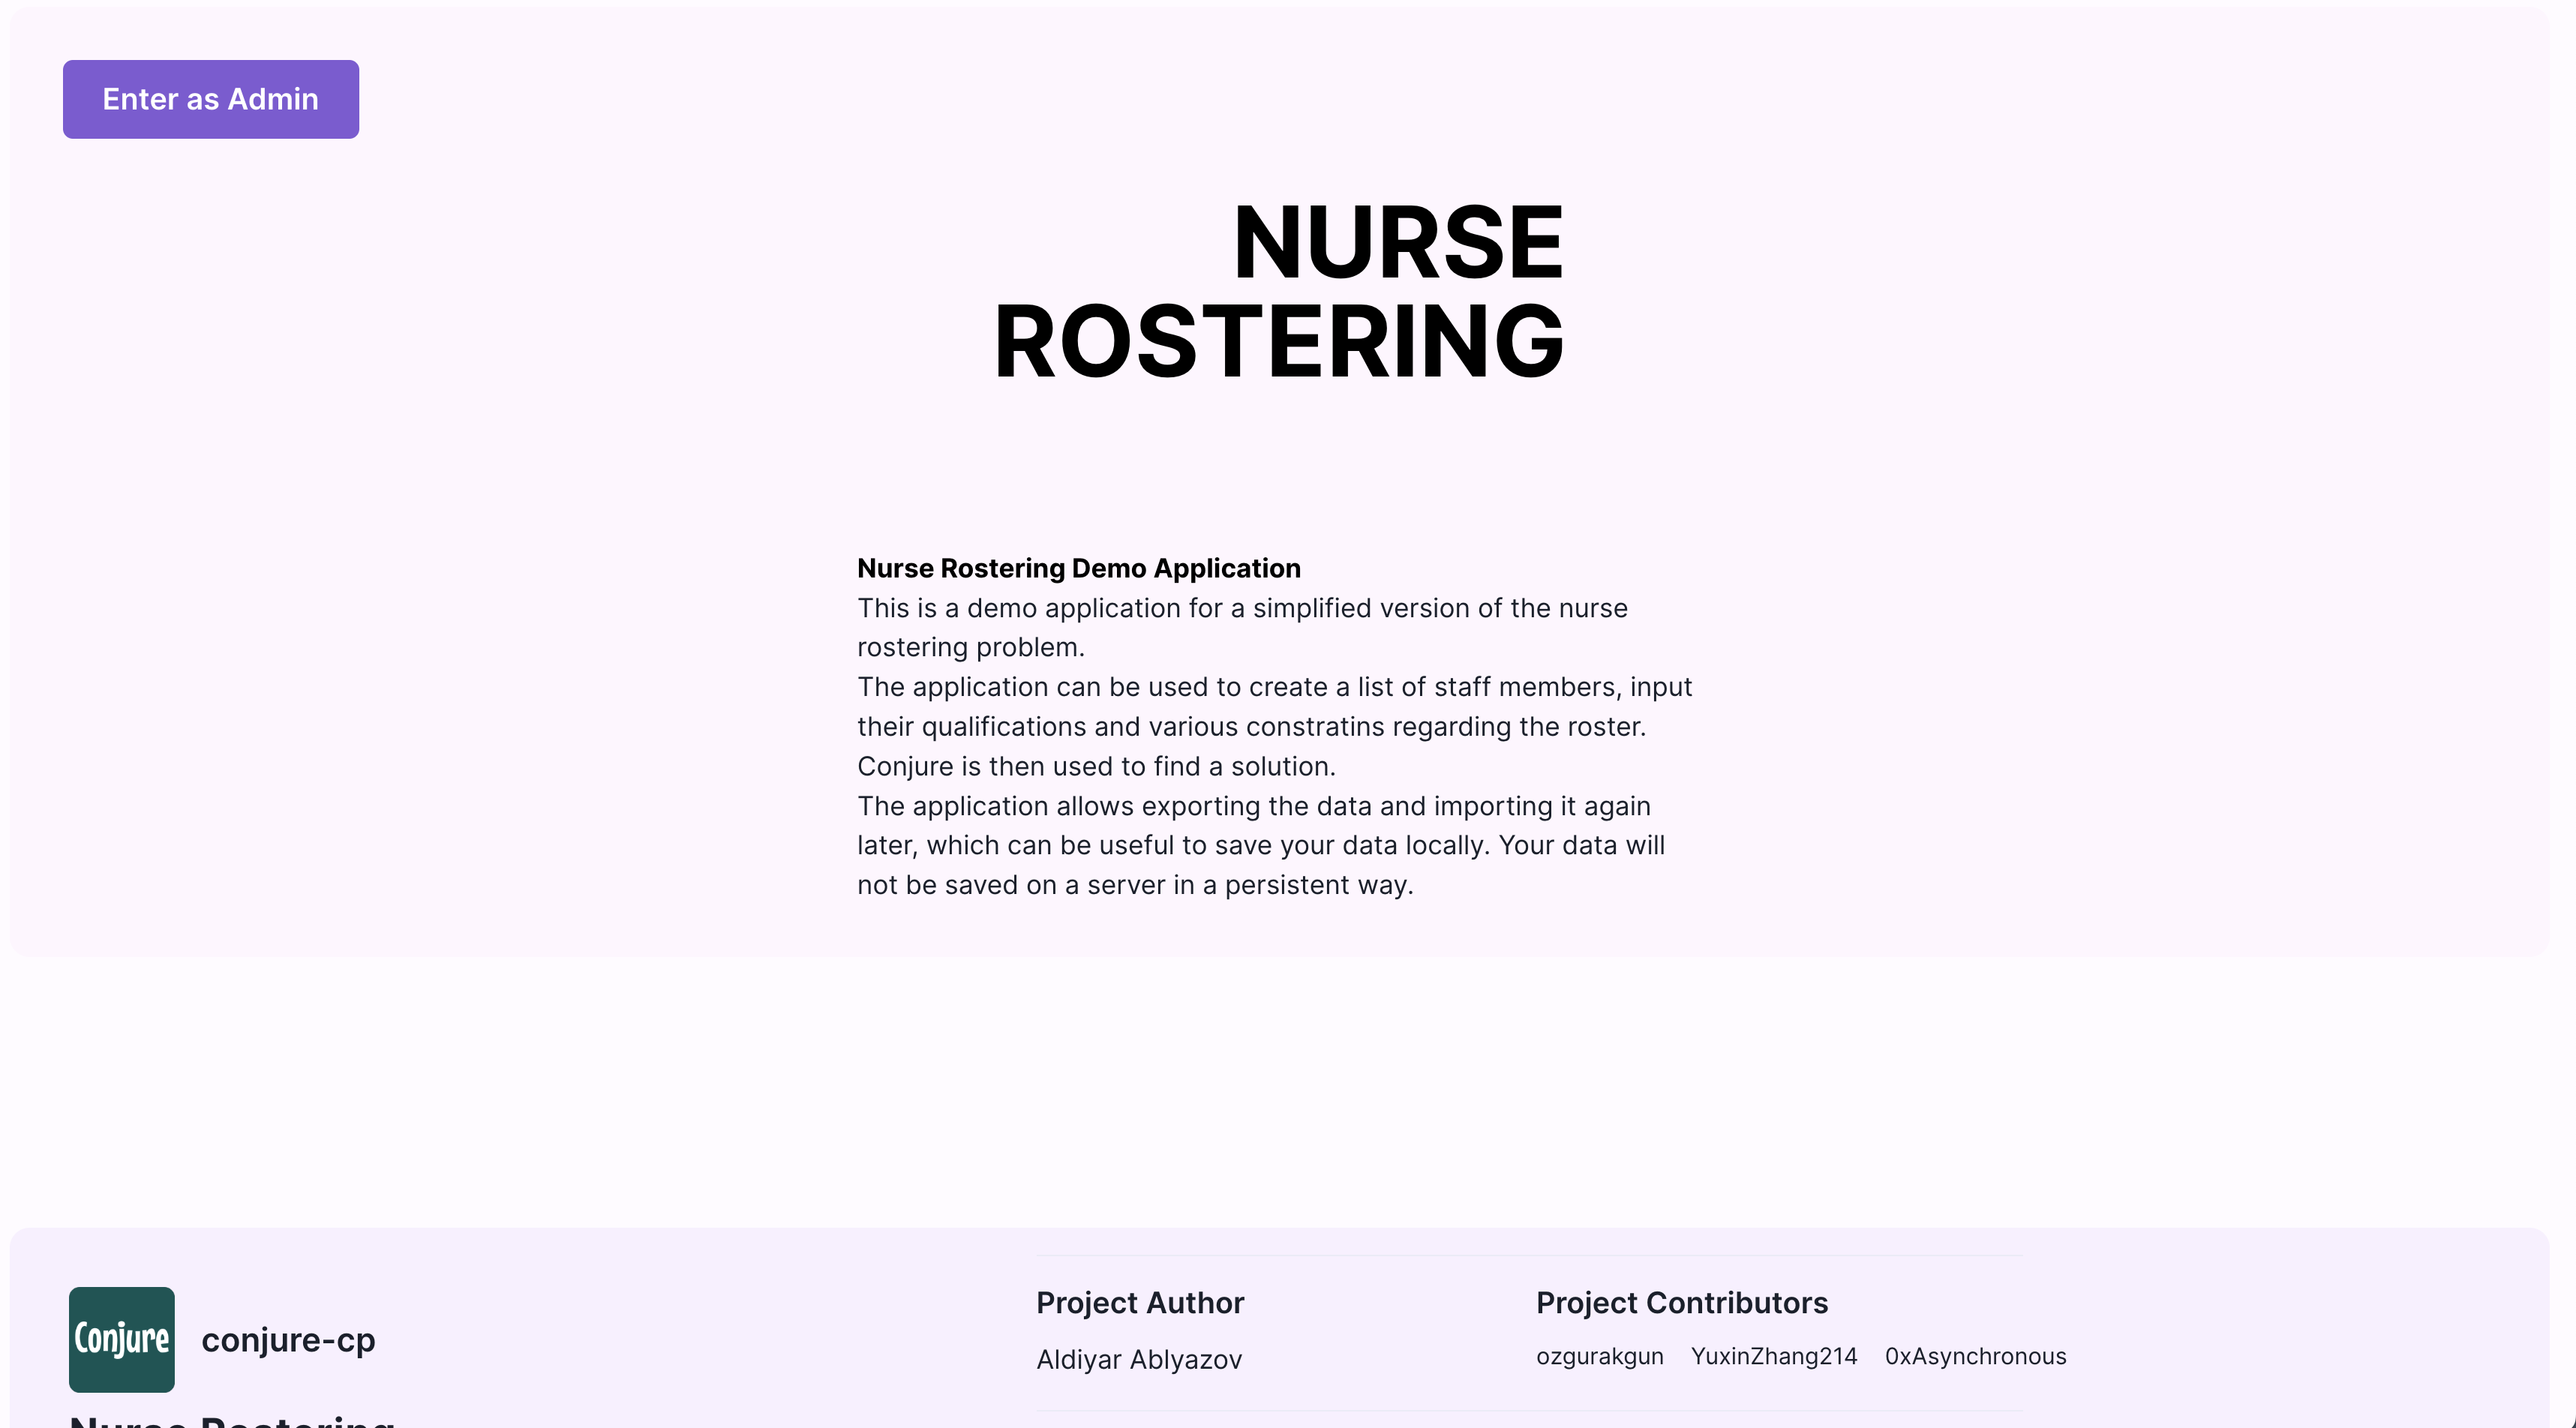 Enter as Admin
NURSE
ROSTERING
Nurse Rostering Demo Application
This is a demo application for a simplified version of the nurse
rostering problem.
The application can be used to create a list of staff members, input
their qualifications and various constratins regarding the roster.
Conjure is then used to find a solution.
The application allows exporting the data and importing it again
later, which can be useful to save your data locally. Your data will
not be saved on a server in a persistent way.
Conjure
conjure-cp
Nurse Rostering
Project Author
Aldiyar Ablyazov
Project Contributors
ozgurakgun YuxinZhang214 0xAsynchronous